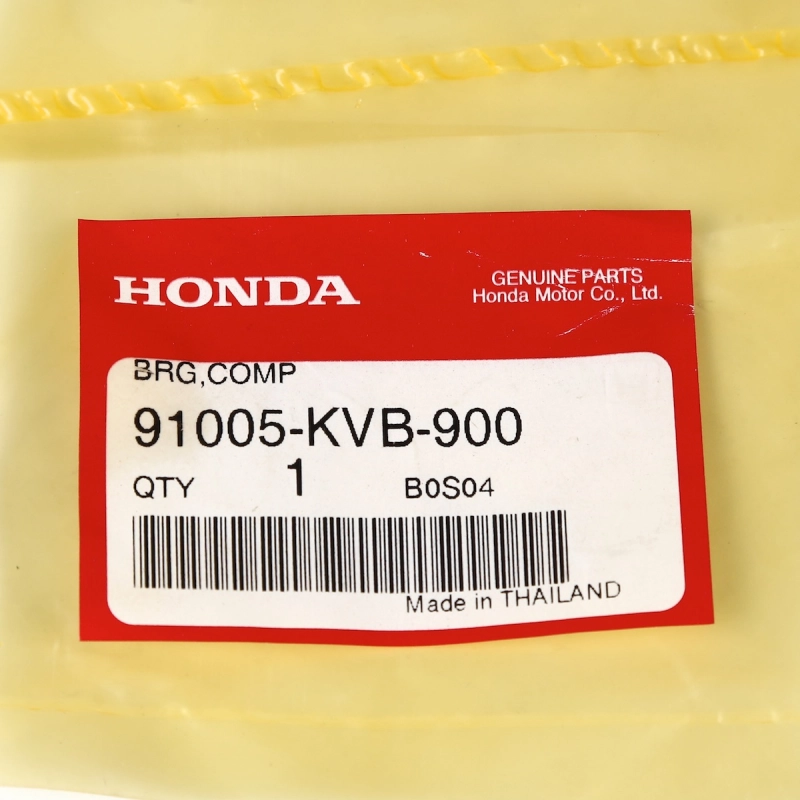 HONDA
GENUINE PARTS
Honda Motor Co., Ltd.
BRG,COMP
91005-KVB-900
QTY 1 B0S04
Made in THAILAND